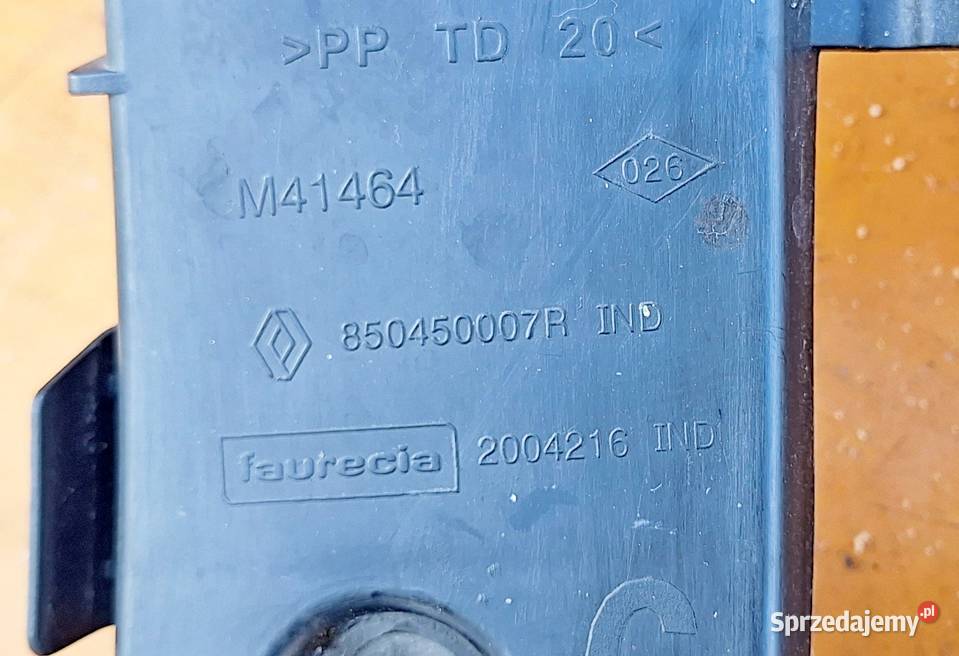 >PP TD 20<
M41464
026
850450007R IND
faurecia 2004216 IND
C
Sprzedajemy.pl